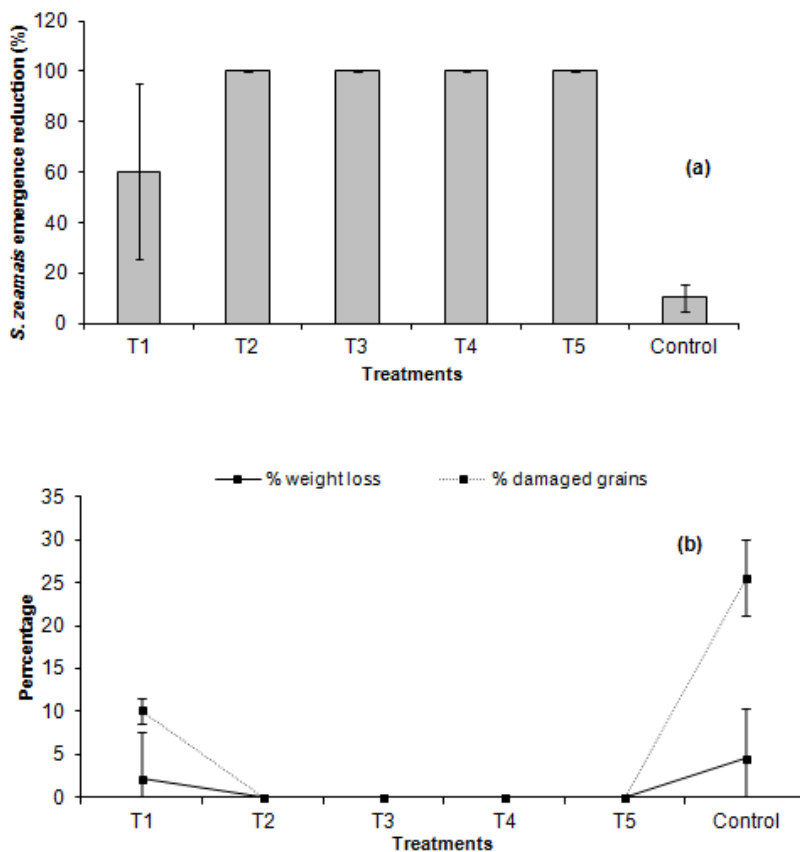 120
100
80
60
40
20
0
S. zeamais emergence reduction (%)
(a)
T1 T2 T3 T4 T5 Control
Treatments
% weight loss % damaged grains
35
30
25
20
15
10
5
0
Perrcentage
(b)
T1 T2 T3 T4 T5 Control
Treatments